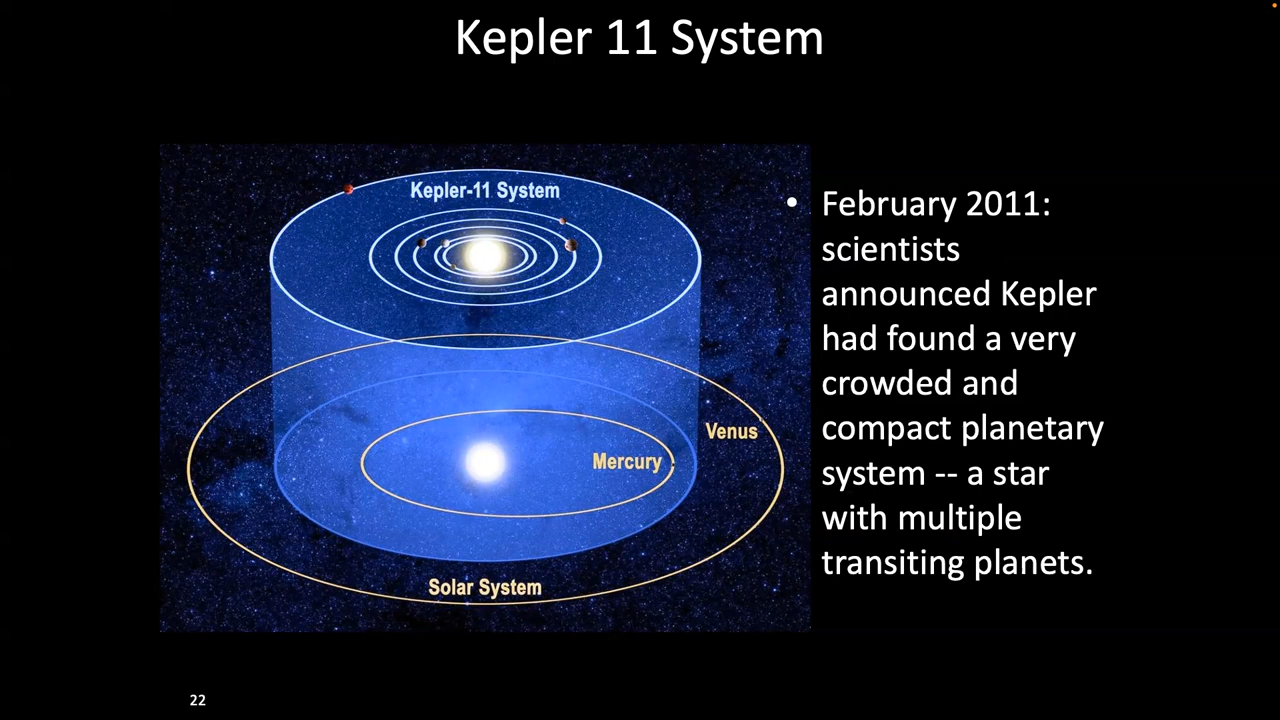 Kepler 11 System
Kepler-11 System
Venus
Mercury
Solar System
• February 2011:
scientists
announced Kepler
had found a very
crowded and
compact planetary
system -- a star
with multiple
transiting planets.
22